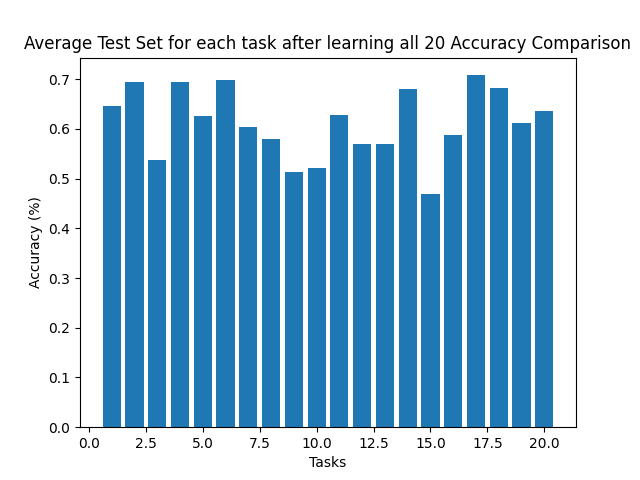 Average Test Set for each task after learning all 20 Accuracy Comparison
0.7
0.6
0.5
0.4
0.3
0.2
0.1
0.0
Accuracy (%)
0.0 2.5 5.0 7.5 10.0 12.5 15.0 17.5 20.0
Tasks